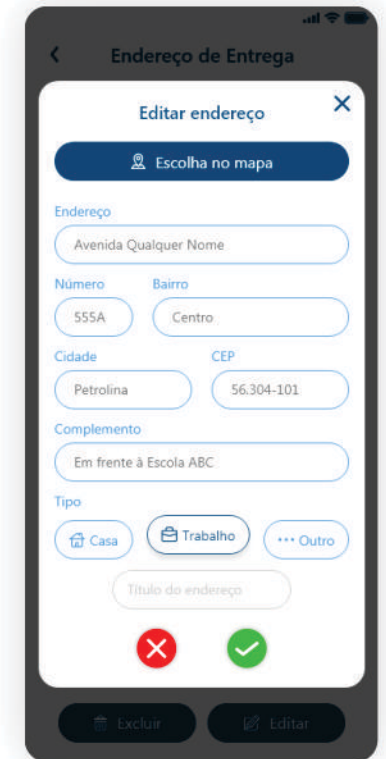 Endereço de Entrega
Editar endereço
Escolha no mapa
Endereço
Avenida Qualquer Nome
Número Bairro
555A Centro
Cidade CEP
Petrolina 56.304-101
Complemento
Em frente à Escola ABC
Tipo
Casa Trabalho Outro
Título do endereço
Excluir Editar